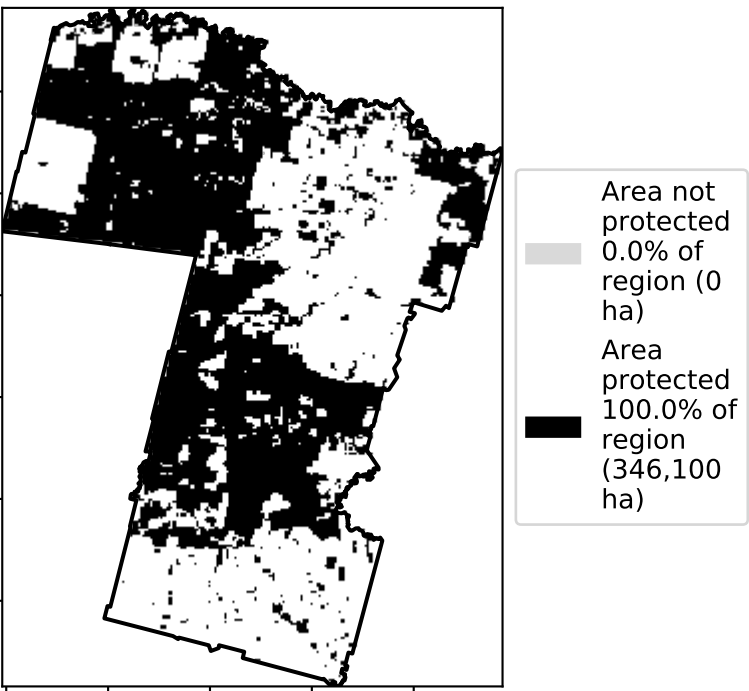 Area not
protected
0.0% of
region (0
ha)
Area
protected
100.0% of
region
(346,100
ha)